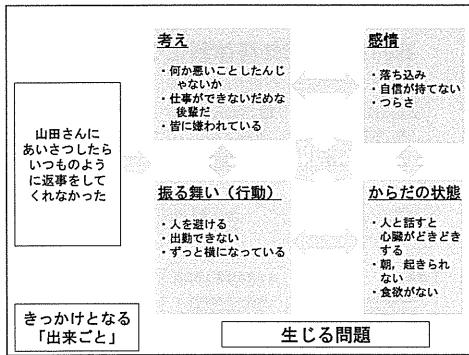 考え
・何か悪いことしたんじ
ゃないか
・仕事ができないだめな
後輩だ
・皆に嫌われている
感情
・落ち込み
・自信が持てない
・つらさ
山田さんに
あいさつしたら
いつものよう
に返事をして
くれなかった
振る舞い（行動）
・人を避ける
・出勤できない
・ずっと横になっている
からだの状態
・人と話すと
心臓がどきどき
する
・朝，起きられ
ない
・食欲がない
きっかけとなる
「出来ごと」
生じる問題